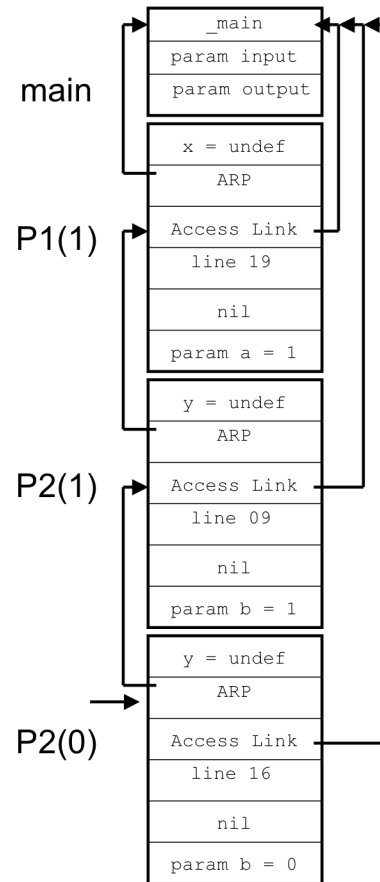 _main
param input
param output
main
x = undef
ARP
P1(1)
Access Link
line 19
nil
param a = 1
y = undef
ARP
P2(1)
Access Link
line 09
nil
param b = 1
y = undef
ARP
P2(0)
Access Link
line 16
nil
param b = 0